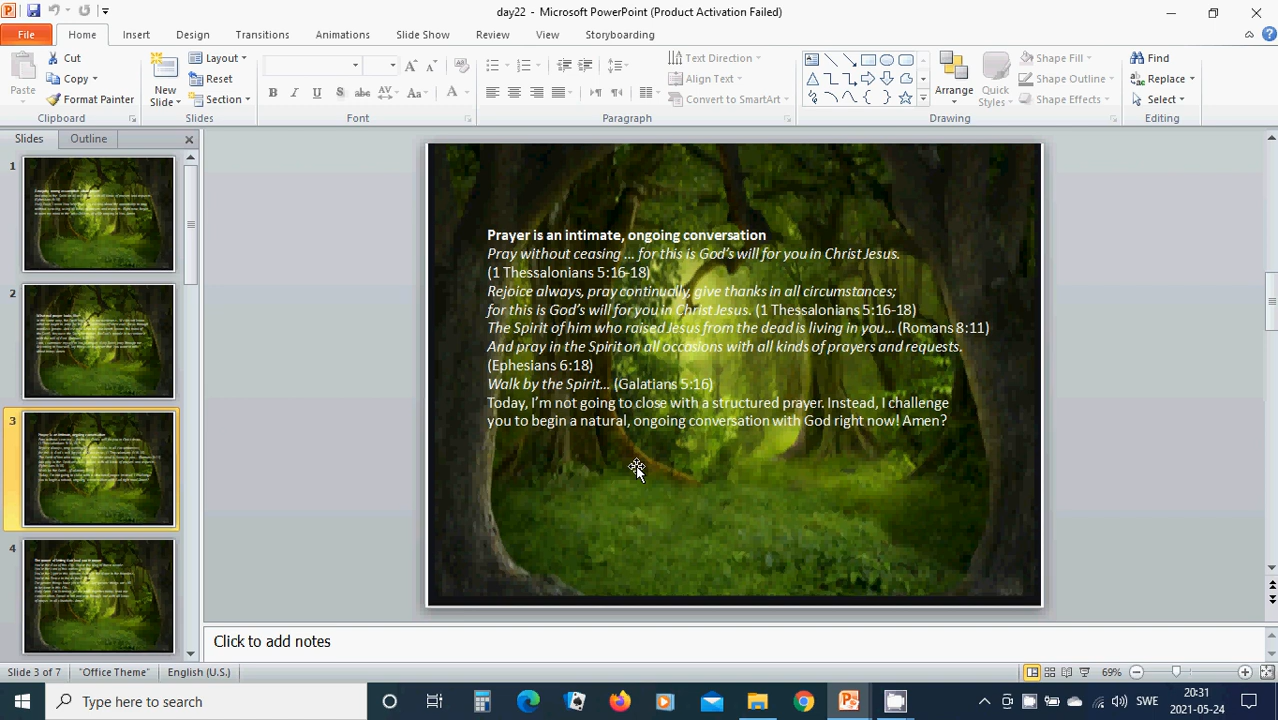 day22 - Microsoft PowerPoint (Product Activation Failed)
File Home Insert Design Transitions Animations Slide Show Review View Storyboarding
Paste
Cut
Copy
Format Painter
Clipboard
New Slide
Layout
Reset
Section
Slides
B I U S abc AV Aa A
Font
Text Direction
Align Text
Convert to SmartArt
Paragraph
Arrange
Quick Styles
Shape Fill
Shape Outline
Shape Effects
Drawing
Find
Replace
Select
Editing
Slides Outline
1
2
3
4
Prayer is an intimate, ongoing conversation
Pray without ceasing ... for this is God's will for you in Christ Jesus.
(1 Thessalonians 5:16-18)
Rejoice always, pray continually, give thanks in all circumstances;
for this is God's will for you in Christ Jesus. (1 Thessalonians 5:16-18)
The Spirit of him who raised Jesus from the dead is living in you... (Romans 8:11)
And pray in the Spirit on all occasions with all kinds of prayers and requests.
(Ephesians 6:18)
Walk by the Spirit... (Galatians 5:16)
Today, I'm not going to close with a structured prayer. Instead, I challenge
you to begin a natural, ongoing conversation with God right now! Amen?
Click to add notes
Slide 3 of 7 "Office Theme" English (U.S.) 69%
Type here to search
SWE
20:31
2021-05-24